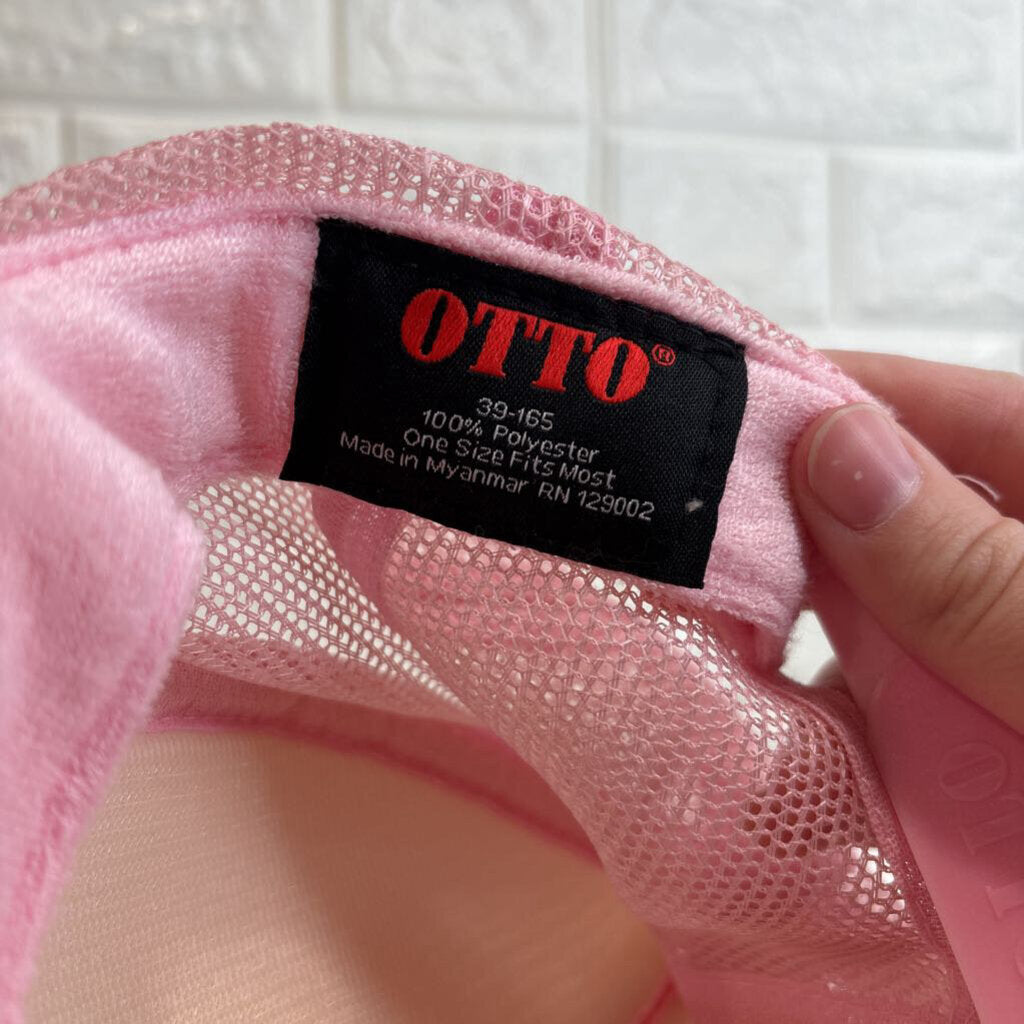 OTTO®
39-165
100% Polyester
One Size Fits Most
Made in Myanmar RN 129002